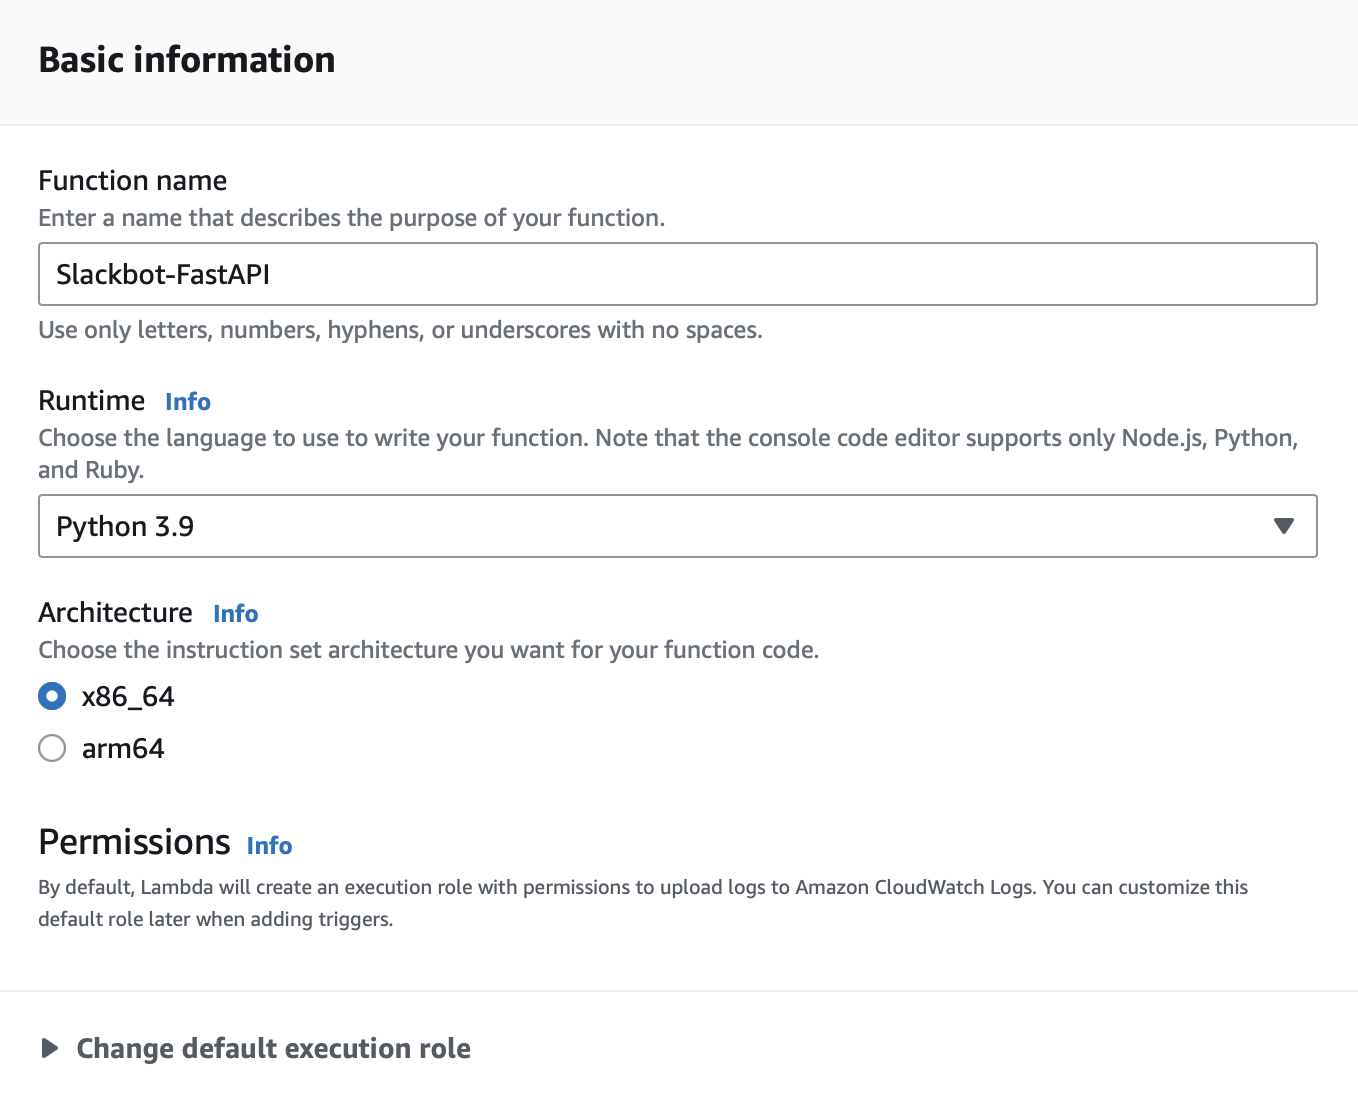 Basic information
Function name
Enter a name that describes the purpose of your function.
Slackbot-FastAPI
Use only letters, numbers, hyphens, or underscores with no spaces.
Runtime Info
Choose the language to use to write your function. Note that the console code editor supports only Node.js, Python,
and Ruby.
Python 3.9
Architecture Info
Choose the instruction set architecture you want for your function code.
x86_64
arm64
Permissions Info
By default, Lambda will create an execution role with permissions to upload logs to Amazon CloudWatch Logs. You can customize this
default role later when adding triggers.
Change default execution role